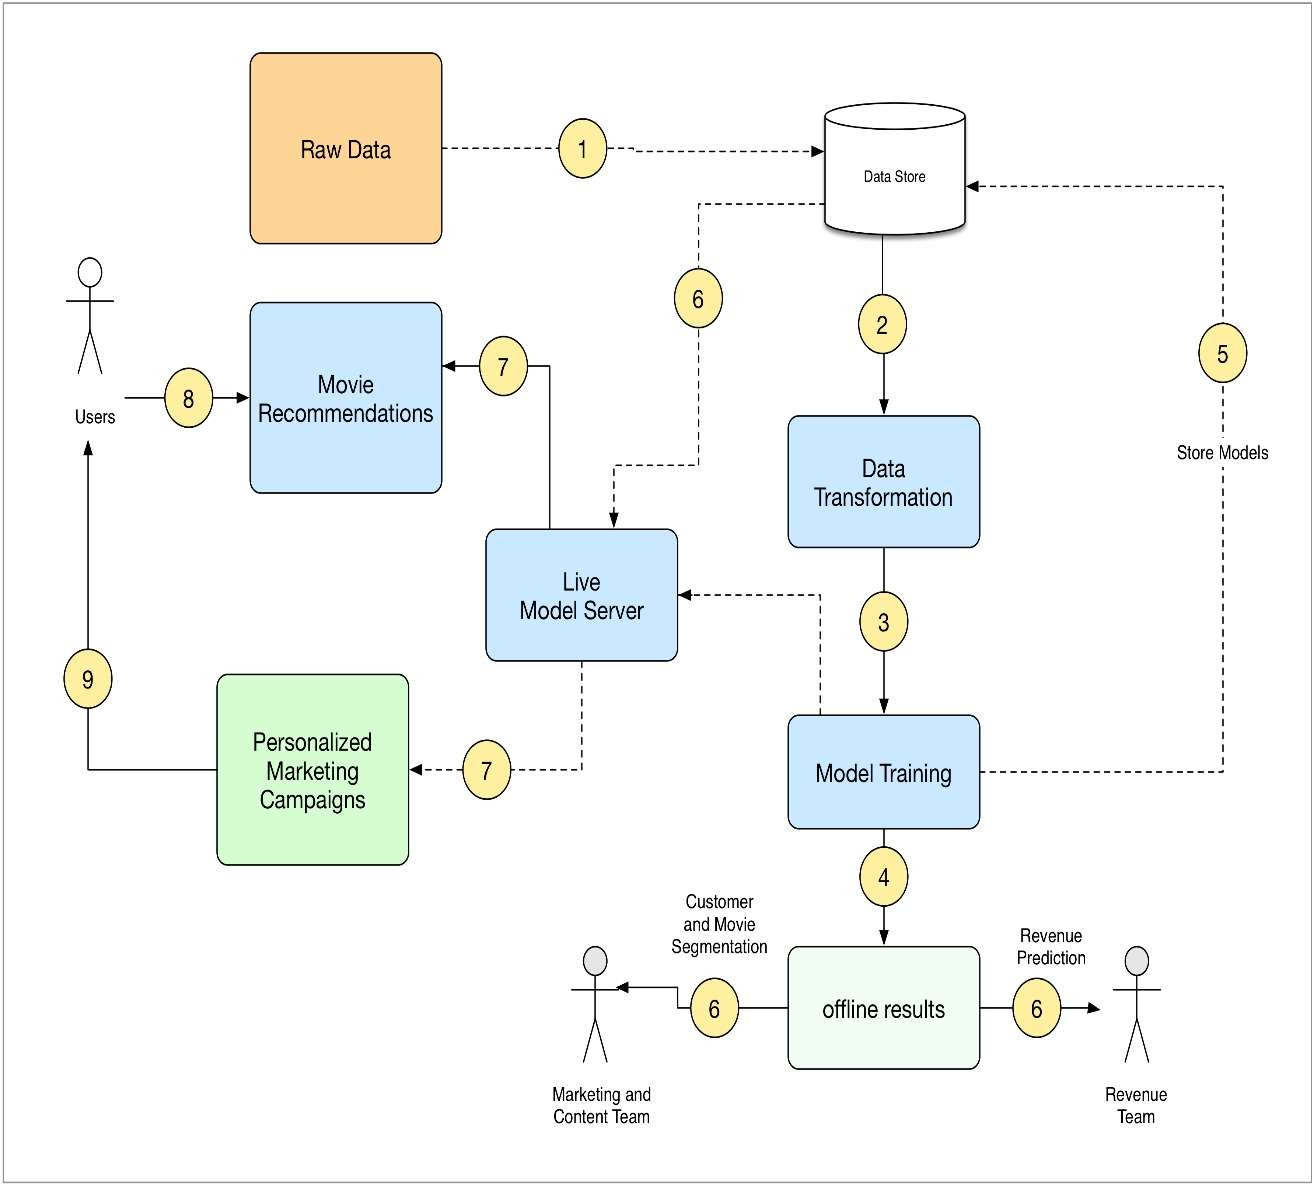 Raw Data
1
Data Store
6
2
5
Movie
Recommendations
7
8
Users
Store Models
Data
Transformation
Live
Model Server
3
9
Personalized
Marketing
Campaigns
7
Model Training
4
Customer
and Movie
Segmentation
Revenue
Prediction
6
offline results
6
Marketing and
Content Team
Revenue
Team